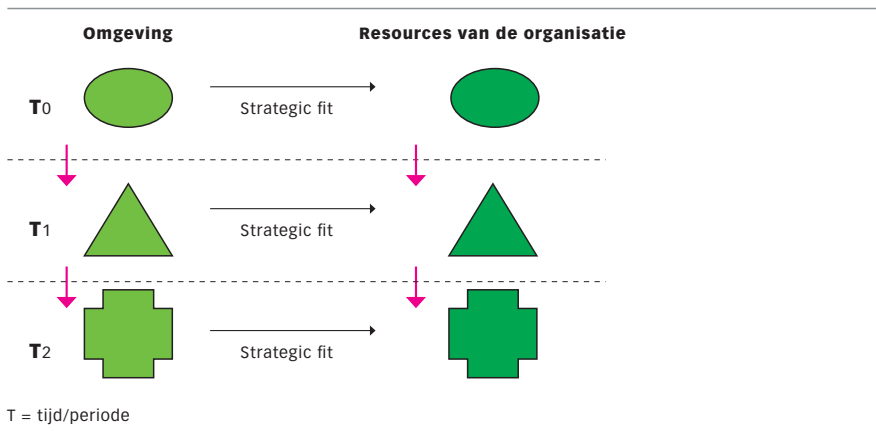 Omgeving Resources van de organisatie
T0 Strategic fit
T1 Strategic fit
T2 Strategic fit
T = tijd/periode